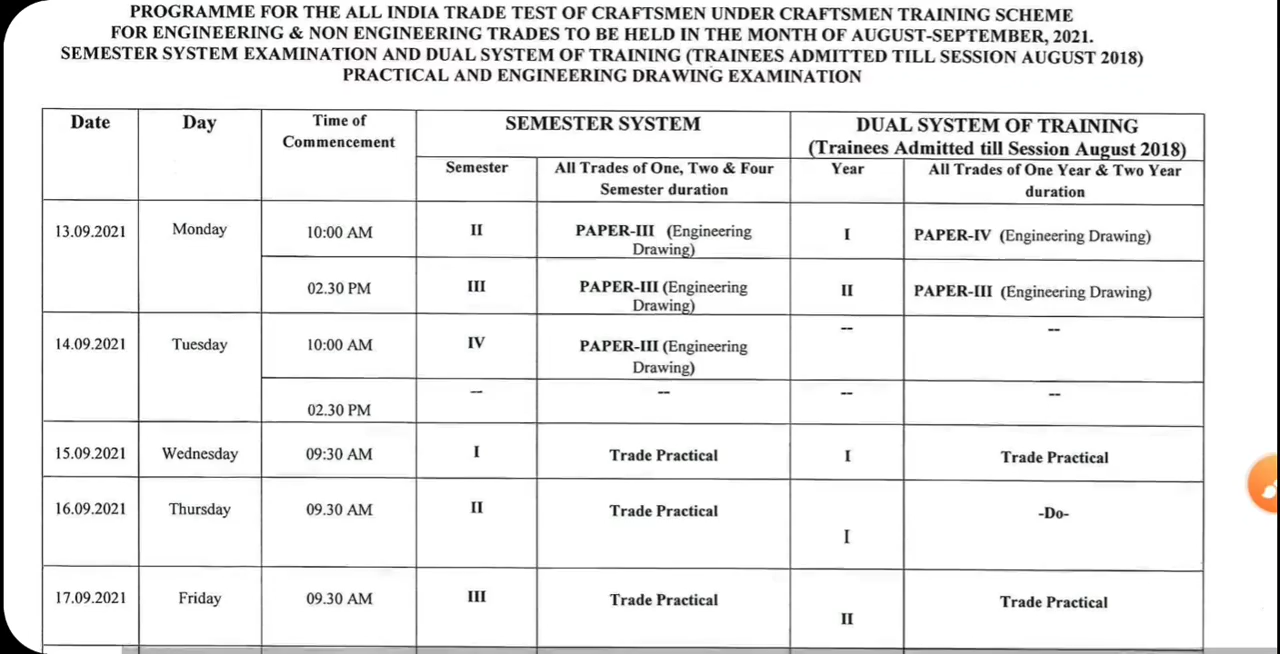 PROGRAMME FOR THE ALL INDIA TRADE TEST OF CRAFTSMEN UNDER CRAFTSMEN TRAINING SCHEME
FOR ENGINEERING & NON ENGINEERING TRADES TO BE HELD IN THE MONTH OF AUGUST-SEPTEMBER, 2021.
SEMESTER SYSTEM EXAMINATION AND DUAL SYSTEM OF TRAINING (TRAINEES ADMITTED TILL SESSION AUGUST 2018)
PRACTICAL AND ENGINEERING DRAWING EXAMINATION
Date Day Time of Commencement SEMESTER SYSTEM DUAL SYSTEM OF TRAINING
(Trainees Admitted till Session August 2018)
Semester All Trades of One, Two & Four Year All Trades of One Year & Two Year
Semester duration duration
13.09.2021 Monday 10:00 AM II PAPER-III (Engineering I PAPER-IV (Engineering Drawing)
Drawing)
02.30 PM III PAPER-III (Engineering II PAPER-III (Engineering Drawing)
Drawing)
14.09.2021 Tuesday 10:00 AM IV PAPER-III (Engineering -- --
Drawing)
02.30 PM -- -- -- --
15.09.2021 Wednesday 09:30 AM I Trade Practical I Trade Practical
16.09.2021 Thursday 09.30 AM II Trade Practical I -Do-
17.09.2021 Friday 09.30 AM III Trade Practical II Trade Practical